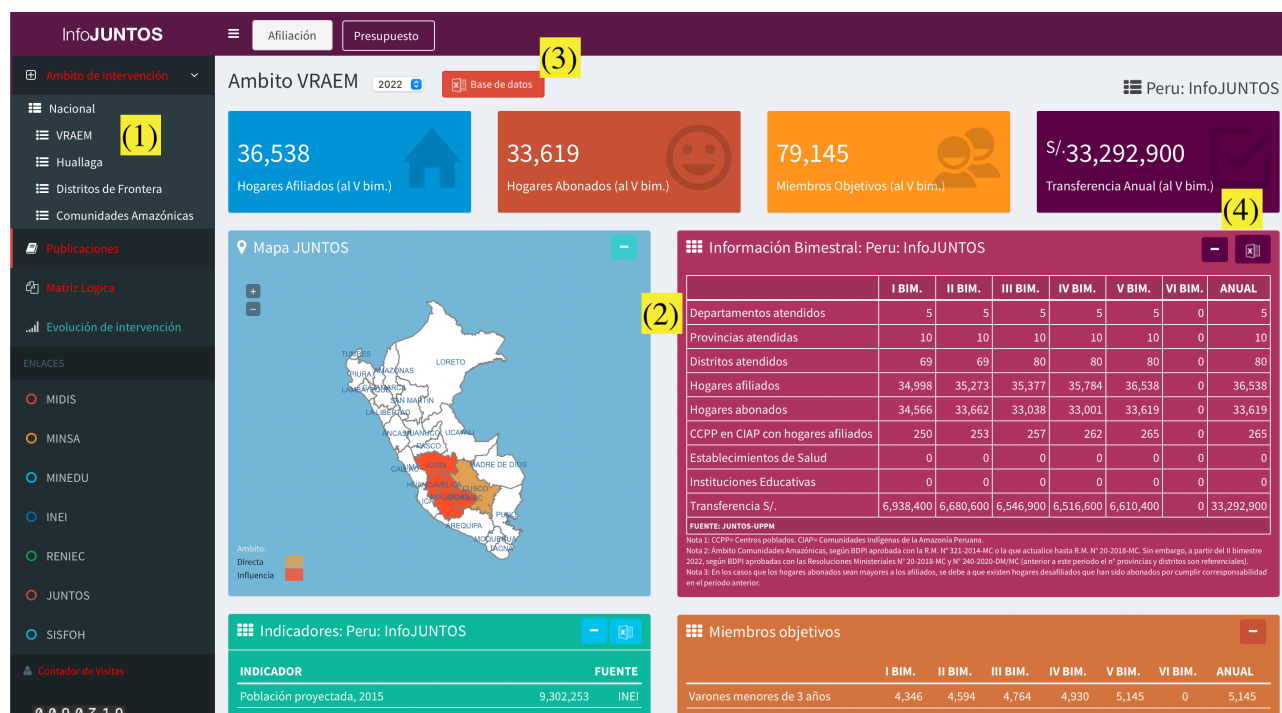 InfoJUNTOS
Afiliación
Presupuesto
(3)
Ambito de Intervención
Nacional
VRAEM
(1)
Huallaga
Distritos de Frontera
Comunidades Amazónicas
Publicaciones
Matriz Logica
Evolución de intervención
ENLACES
MIDIS
MINSA
MINEDU
INEI
RENIEC
JUNTOS
SISFOH
Contador de Visitas
Ambito VRAEM 2022 Base de datos
Peru: InfoJUNTOS
36,538
Hogares Afiliados (al V bim.)
33,619
Hogares Abonados (al V bim.)
79,145
Miembros Objetivos (al V bim.)
S/.33,292,900
Transferencia Anual (al V bim.)
(4)
Mapa JUNTOS
+
−
TUMBES
LORETO
PIURA AMAZONAS
SAN MARTIN
LA LIBERTAD
UCAYALI
PASCO
JUNIN MADRE DE DIOS
CUSCO
ICA
AREQUIPA
TACNA
Ambito:
Directa
Influencia
(2)
Información Bimestral: Peru: InfoJUNTOS
I BIM. II BIM. III BIM. IV BIM. V BIM. VI BIM. ANUAL
Departamentos atendidos 5 5 5 5 5 0 5
Provincias atendidas 10 10 10 10 10 0 10
Distritos atendidos 69 69 80 80 80 0 80
Hogares afiliados 34,998 35,273 35,377 35,784 36,538 0 36,538
Hogares abonados 34,566 33,662 33,038 33,001 33,619 0 33,619
CCPP en CIAP con hogares afiliados 250 253 257 262 265 0 265
Establecimientos de Salud 0 0 0 0 0 0 0
Instituciones Educativas 0 0 0 0 0 0 0
Transferencia S/. 6,938,400 6,680,600 6,546,900 6,516,600 6,610,400 0 33,292,900
FUENTE: JUNTOS-UPPM
Nota 1: CCPP= Centros poblados. CIAP= Comunidades Indígenas de la Amazonía Peruana.
Nota 2: Ámbito Comunidades Amazónicas, según BDPI aprobada con la R.M. N° 321-2014-MC o la que actualice hasta R.M. N° 20-2018-MC. Sin embargo, a partir del II bimestre
2022, según BDPI aprobadas con las Resoluciones Ministeriales N° 20-2018-MC y N° 240-2020-DM/MC (anterior a este periodo el n° provincias y distritos son referenciales).
Nota 3: En los casos que los hogares abonados sean mayores a los afiliados, se debe a que existen hogares desafiliados que han sido abonados por cumplir corresponsabilidad
en el periodo anterior.
Indicadores: Peru: InfoJUNTOS
INDICADOR FUENTE
Población proyectada, 2015 9,302,253 INEI
Miembros objetivos
I BIM. II BIM. III BIM. IV BIM. V BIM. VI BIM. ANUAL
Varones menores de 3 años 4,346 4,594 4,764 4,930 5,145 0 5,145